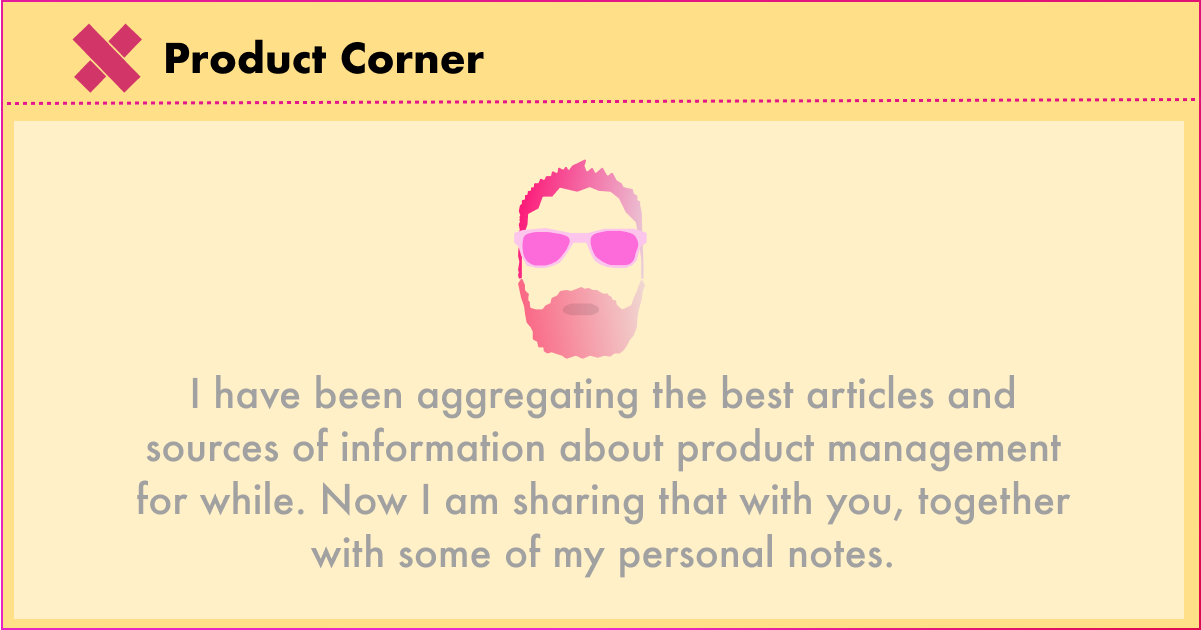 Product Corner
I have been aggregating the best articles and
sources of information about product management
for while. Now I am sharing that with you, together
with some of my personal notes.